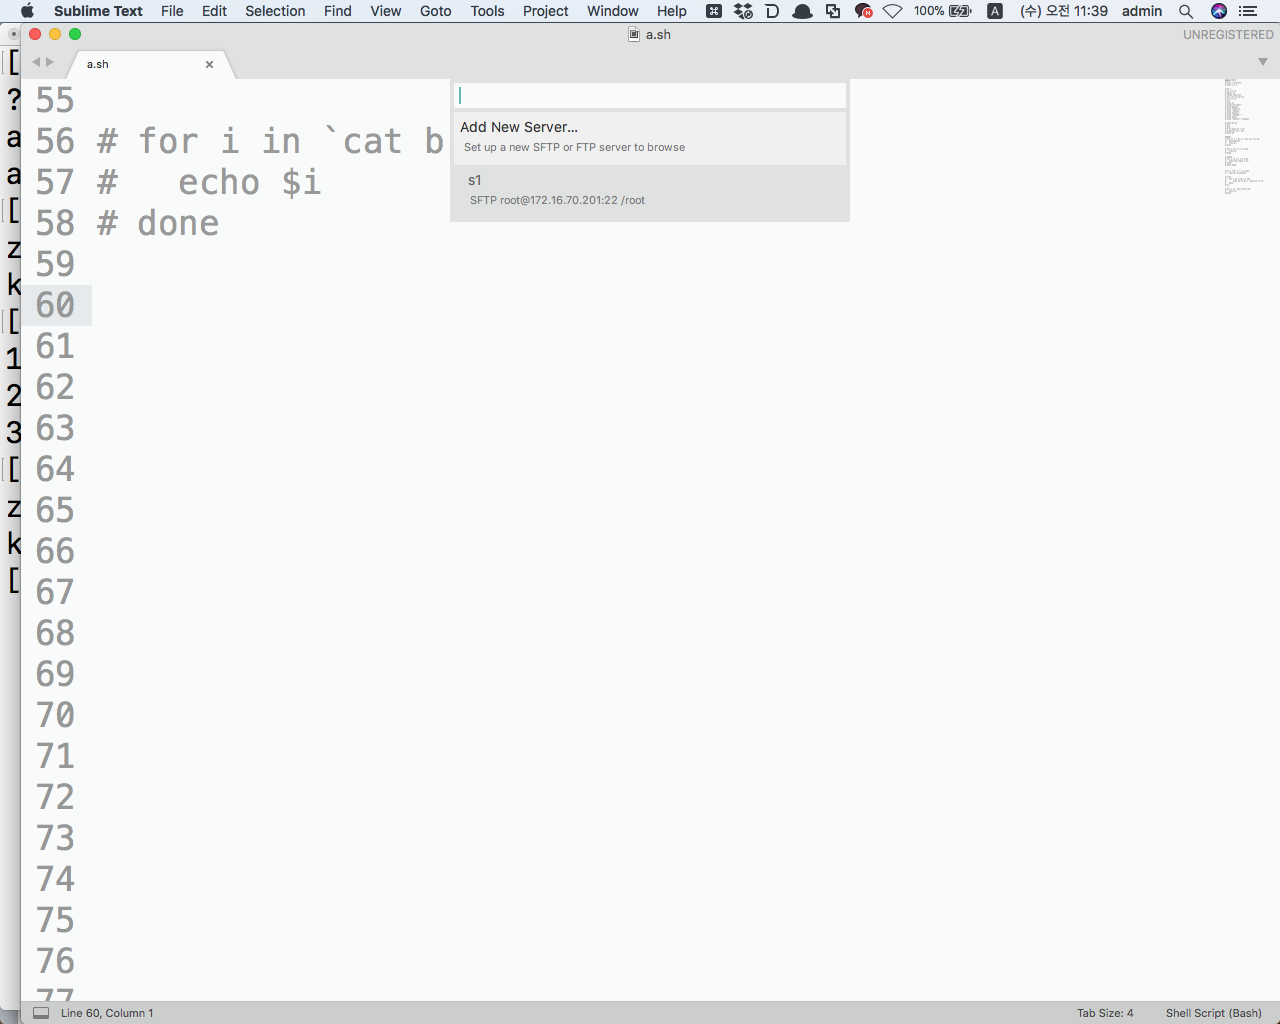 Sublime Text File Edit Selection Find View Goto Tools Project Window Help 100% A (수) 오전 11:39 admin
a.sh
UNREGISTERED
a.sh ×
[
?
a
a
[
z
k
[
1
2
3
[
z
k
[
55
56 # for i in `cat b
57 #   echo $i
58 # done
59
60
61
62
63
64
65
66
67
68
69
70
71
72
73
74
75
76
77
Add New Server...
Set up a new SFTP or FTP server to browse
s1
SFTP root@172.16.70.201:22 /root
Line 60, Column 1 Tab Size: 4 Shell Script (Bash)